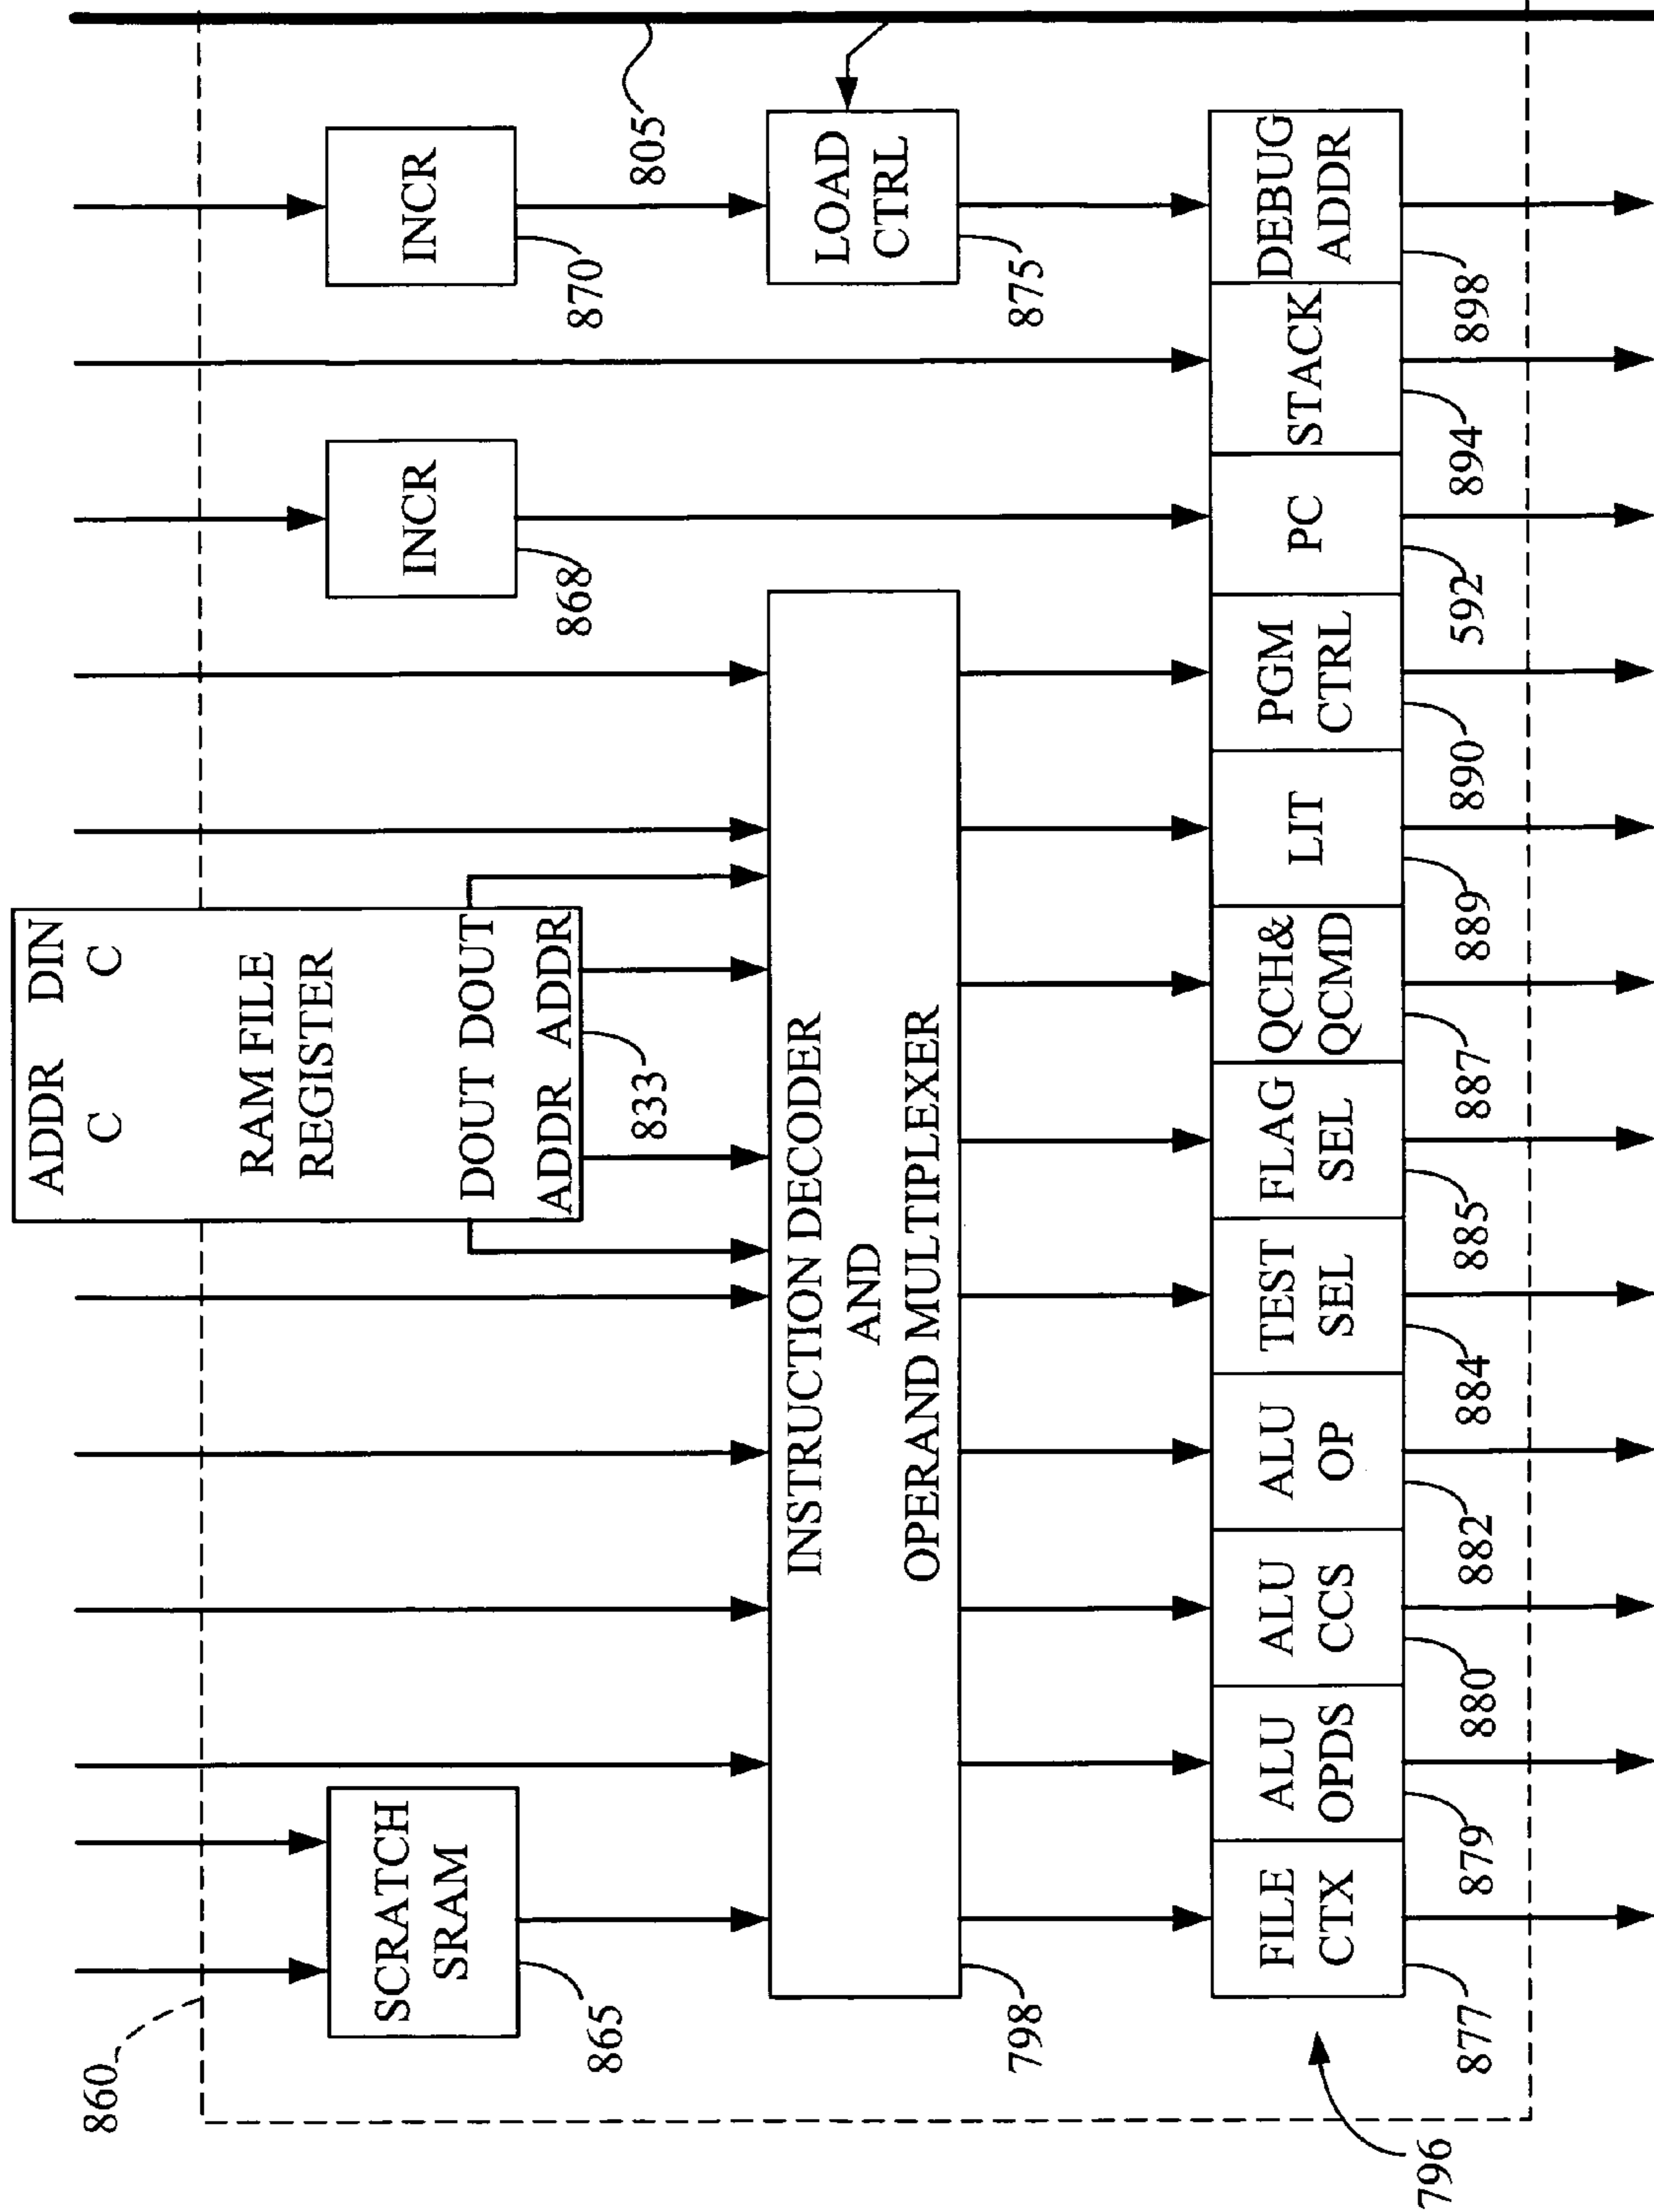 860
SCRATCH
SRAM
865
ADDR DIN
C C
RAM FILE
REGISTER
DOUT DOUT
ADDR ADDR
833
INCR
868
INCR
870
805
INSTRUCTION DECODER
AND
OPERAND MULTIPLEXER
798
LOAD
CTRL
875
796
FILE
CTX
877
ALU
OPDS
879
ALU
CCS
880
ALU
OP
882
TEST
SEL
884
FLAG
SEL
885
QCH&
QCMD
887
LIT
889
PGM
CTRL
890
PC
592
STACK
894
DEBUG
ADDR
898